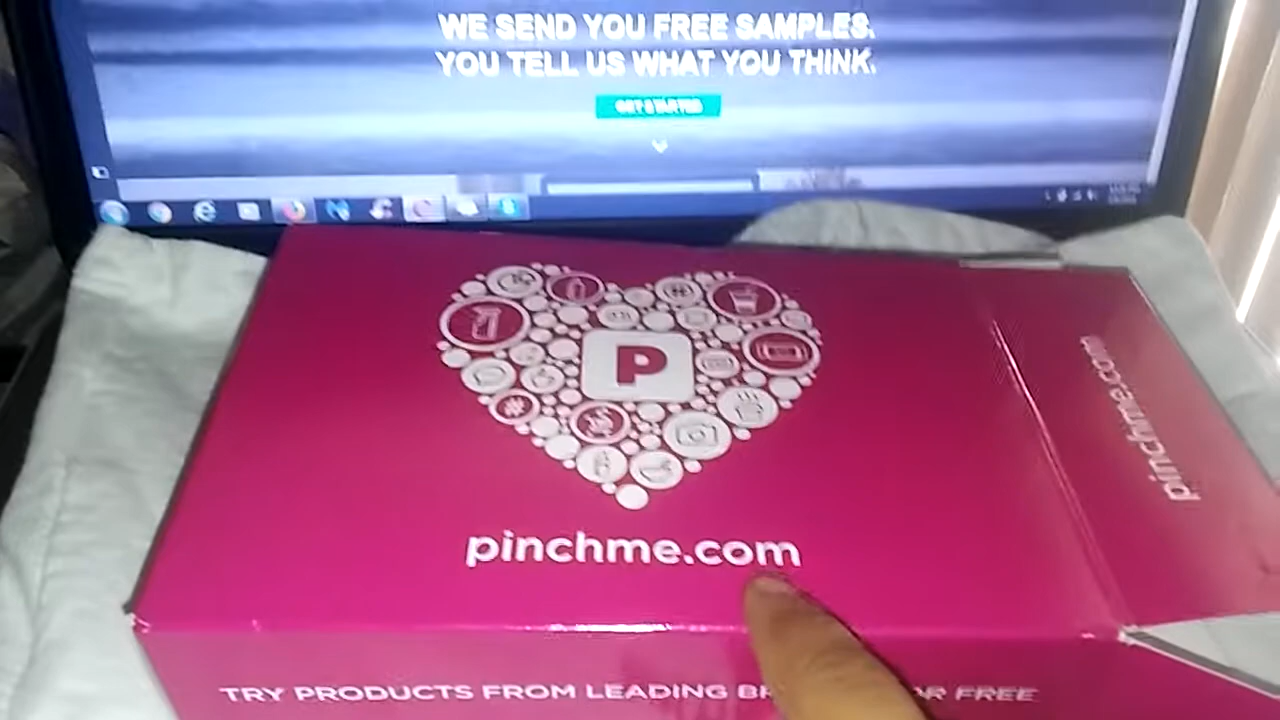 WE SEND YOU FREE SAMPLES.
YOU TELL US WHAT YOU THINK.
GET STARTED
P
pinchme.com
pinchme.com
TRY PRODUCTS FROM LEADING FREE